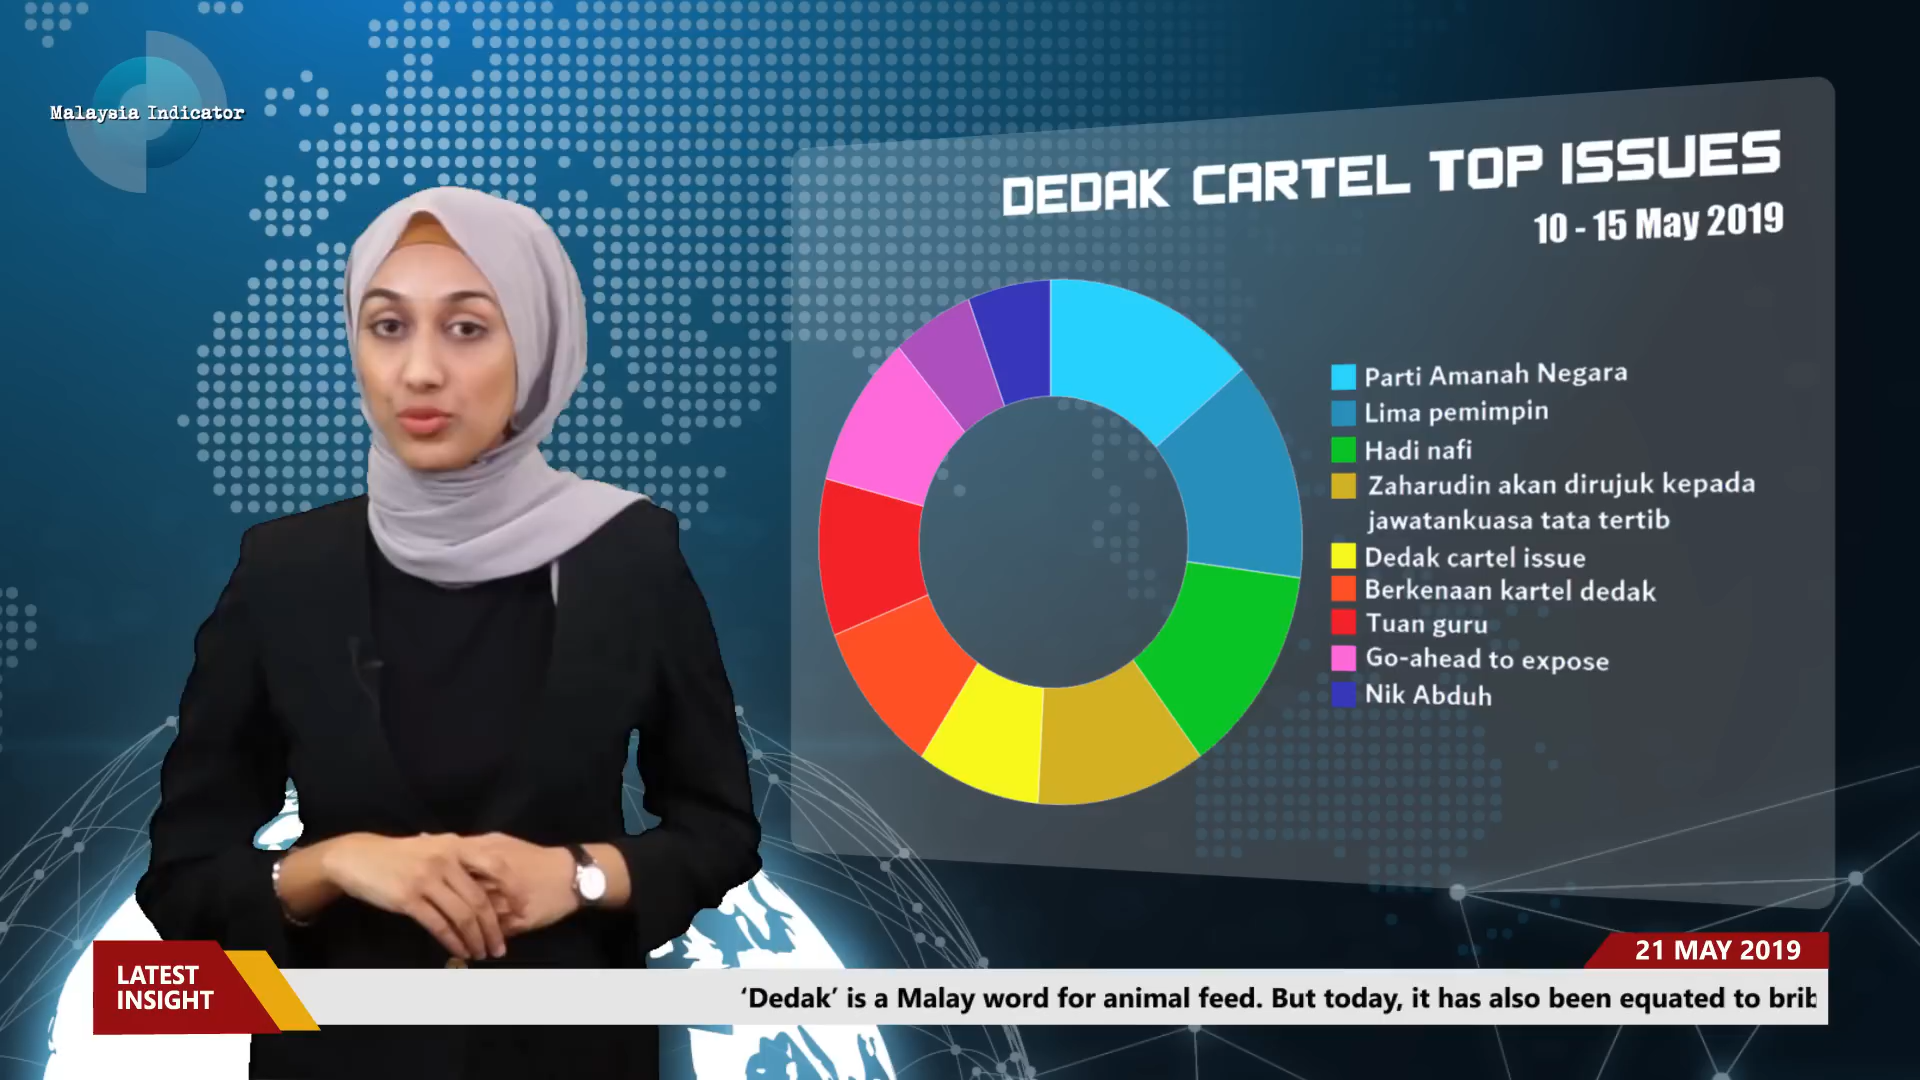 Malaysia Indicator
DEDAK CARTEL TOP ISSUES
10 - 15 May 2019
Parti Amanah Negara
Lima pemimpin
Hadi nafi
Zaharudin akan dirujuk kepada
jawatankuasa tata tertib
Dedak cartel issue
Berkenaan kartel dedak
Tuan guru
Go-ahead to expose
Nik Abduh
21 MAY 2019
LATEST
INSIGHT
‘Dedak’ is a Malay word for animal feed. But today, it has also been equated to